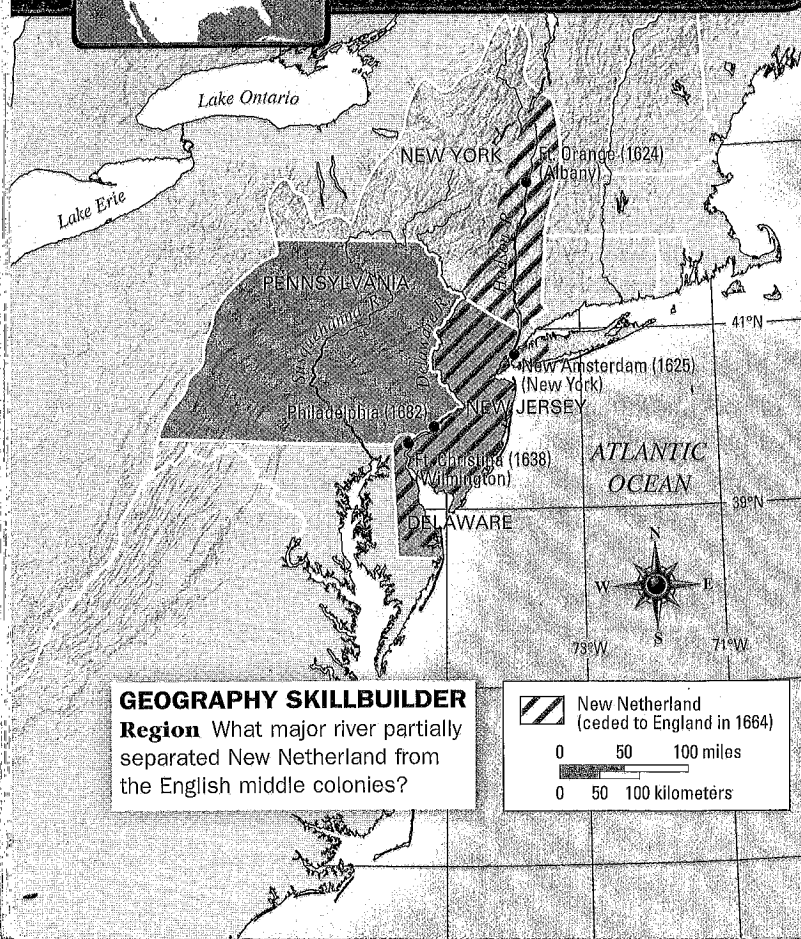 Lake Ontario
Lake Erie
NEW YORK
Ft. Orange (1624)
(Albany)
Hudson R.
PENNSYLVANIA
Susquehanna R.
Delaware R.
41°N
New Amsterdam (1625)
(New York)
Philadelphia (1682)
NEW JERSEY
Ft. Christina (1638)
(Wilmington)
ATLANTIC
OCEAN
39°N
DELAWARE
N
W
E
S
73°W
71°W
GEOGRAPHY SKILLBUILDER
Region What major river partially
separated New Netherland from
the English middle colonies?
New Netherland
(ceded to England in 1664)
0 50 100 miles
0 50 100 kilometers